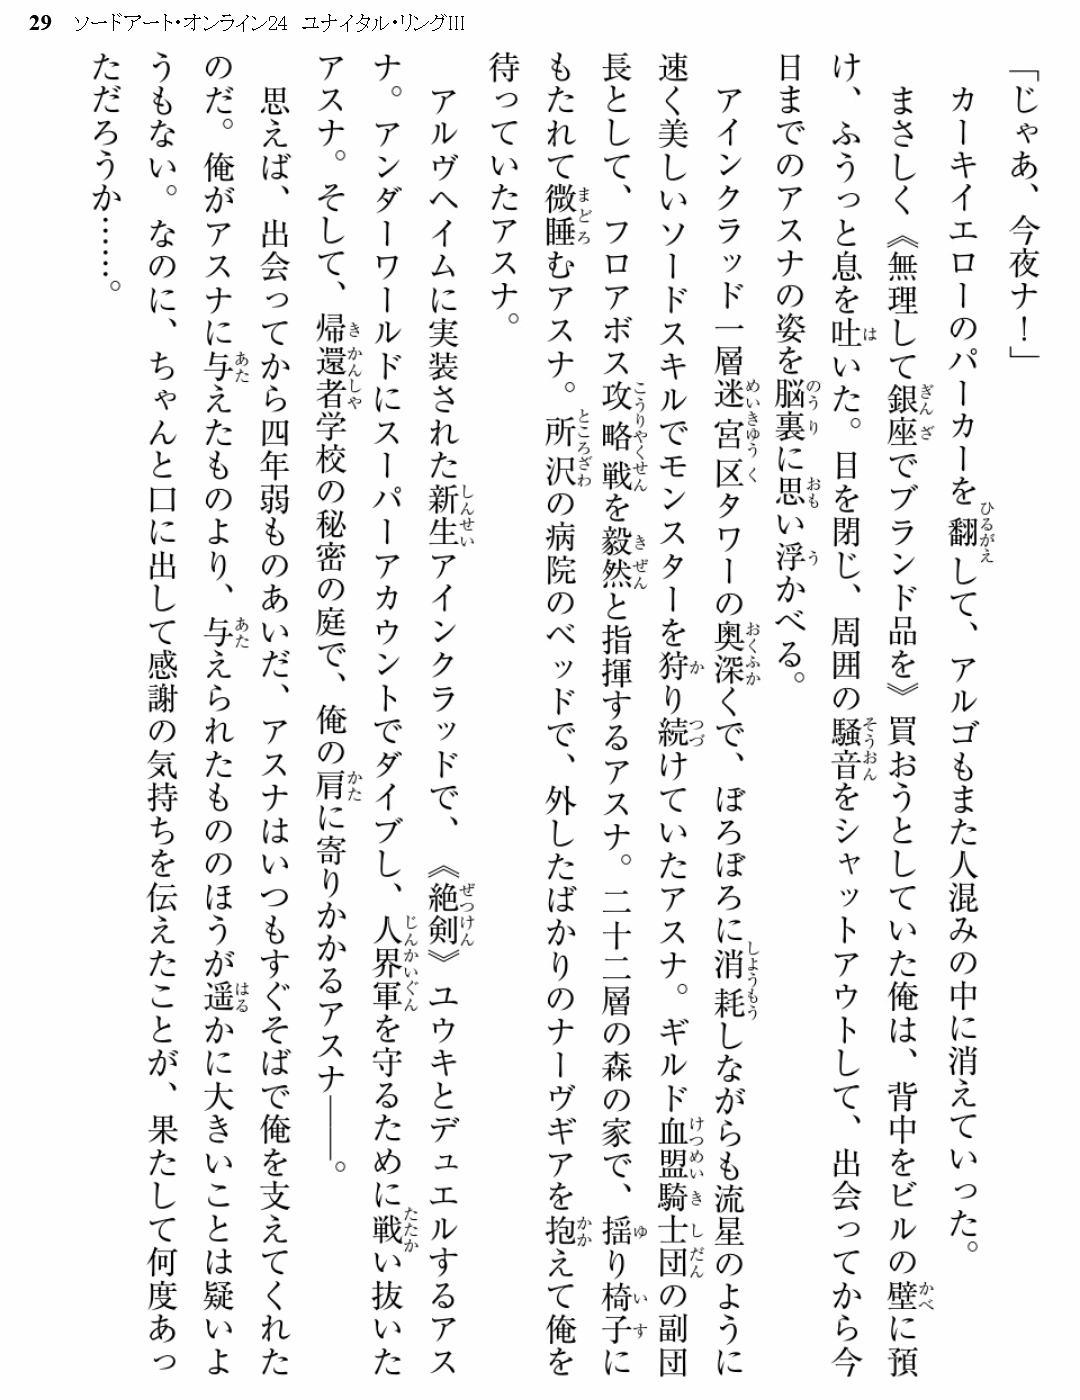 29 ソードアート・オンライン24 ユナイタル・リングIII
「じゃあ、今夜ナ！」
カーキイエローのパーカーを翻して、アルゴもまた人混みの中に消えていった。
まさしく《無理して銀座でブランド品を》買おうとしていた俺は、背中をビルの壁に預
け、ふうっと息を吐いた。目を閉じ、周囲の騒音をシャットアウトして、出会ってから今
日までのアスナの姿を脳裏に思い浮かべる。
アインクラッド一層迷宮区タワーの奥深くで、ぼろぼろに消耗しながらも流星のように
速く美しいソードスキルでモンスターを狩り続けていたアスナ。ギルド血盟騎士団の副団
長として、フロアボス攻略戦を毅然と指揮するアスナ。二十二層の森の家で、揺り椅子に
もたれて微睡むアスナ。所沢の病院のベッドで、外したばかりのナーヴギアを抱えて俺を
待っていたアスナ。
アルヴヘイムに実装された新生アインクラッドで、《絶剣》ユウキとデュエルするアス
ナ。アンダーワールドにスーパーアカウントでダイブし、人界軍を守るために戦い抜いた
アスナ。そして、帰還者学校の秘密の庭で、俺の肩に寄りかかるアスナ――。
思えば、出会ってから四年弱ものあいだ、アスナはいつもすぐそばで俺を支えてくれた
のだ。俺がアスナに与えたものより、与えられたもののほうが遥かに大きいことは疑いよ
うもない。なのに、ちゃんと口に出して感謝の気持ちを伝えたことが、果たして何度あっ
ただろうか……。